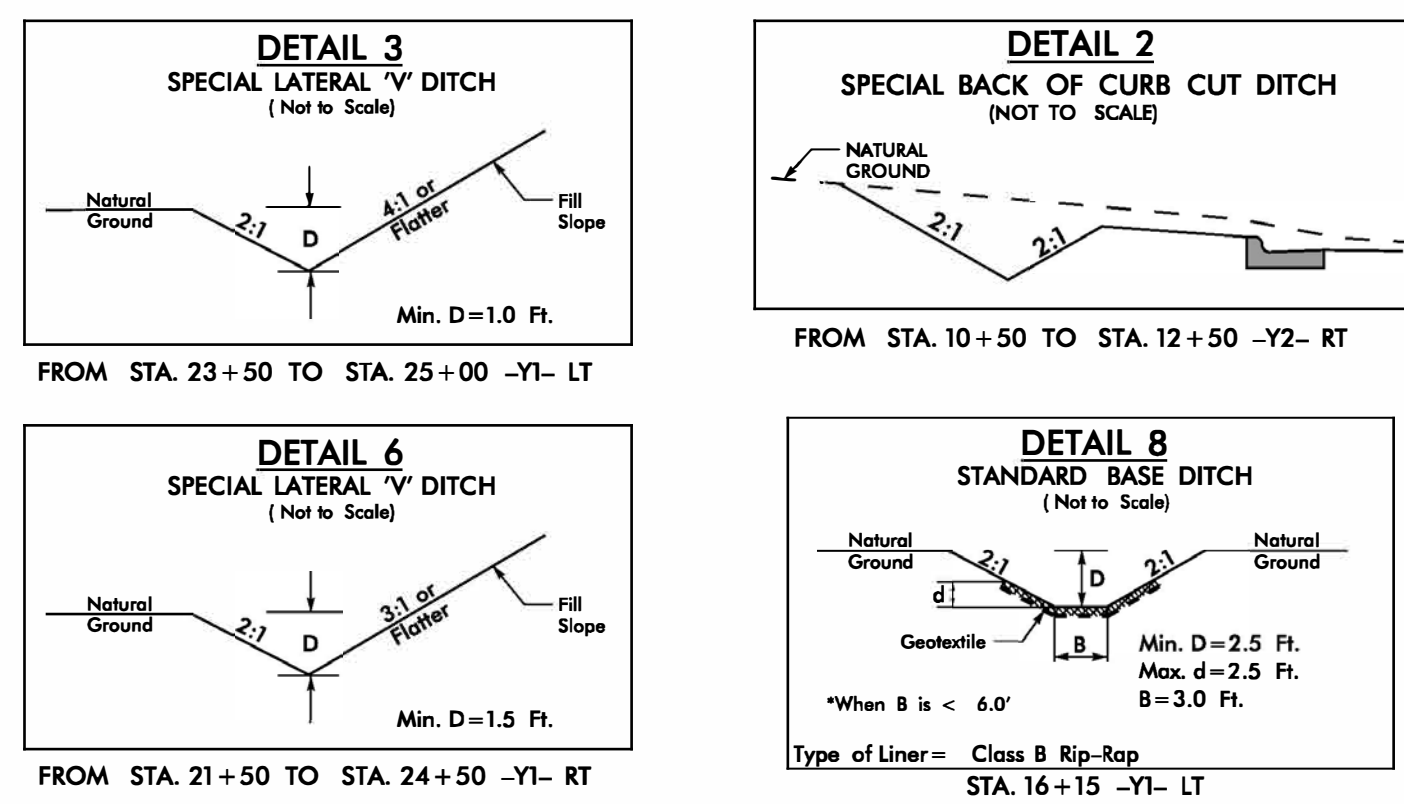 DETAIL 3
SPECIAL LATERAL 'V' DITCH
( Not to Scale)
Natural
Ground
2:1
D
4:1 or
Flatter
Fill
Slope
Min. D=1.0 Ft.
FROM STA. 23+50 TO STA. 25+00 -Y1- LT
DETAIL 2
SPECIAL BACK OF CURB CUT DITCH
(NOT TO SCALE)
NATURAL
GROUND
2:1
2:1
FROM STA. 10+50 TO STA. 12+50 -Y2- RT
DETAIL 6
SPECIAL LATERAL 'V' DITCH
( Not to Scale)
Natural
Ground
2:1
D
3:1 or
Flatter
Fill
Slope
Min. D=1.5 Ft.
FROM STA. 21+50 TO STA. 24+50 -Y1- RT
DETAIL 8
STANDARD BASE DITCH
( Not to Scale)
Natural
Ground
2:1
D
2:1
Natural
Ground
d
Geotextile
B
Min. D=2.5 Ft.
Max. d=2.5 Ft.
B=3.0 Ft.
*When B is < 6.0'
Type of Liner= Class B Rip-Rap
STA. 16+15 -Y1- LT